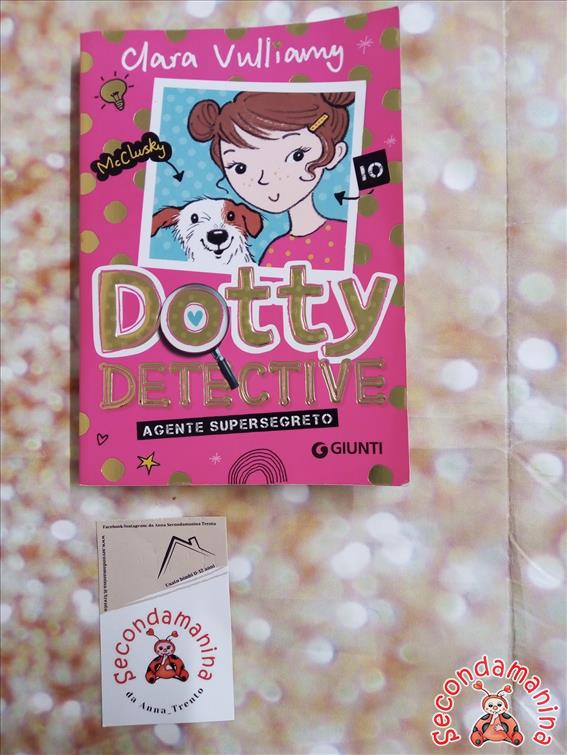 Clara Vulliamy
McClusky
IO
Dotty
DETECTIVE
AGENTE SUPERSEGRETO
GIUNTI
Facebook/Instagram: da Anna Secondamanina Trento
Usato bimbi 0-12 anni
Secondamanina
da Anna_Trento
Secondamanina